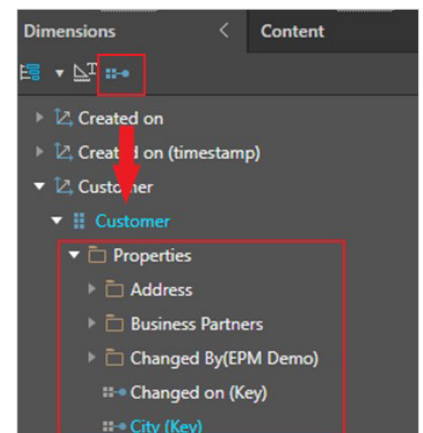 Dimensions Content
Created on
Created on (timestamp)
Customer
Customer
Properties
Address
Business Partners
Changed By(EPM Demo)
Changed on (Key)
City (Key)